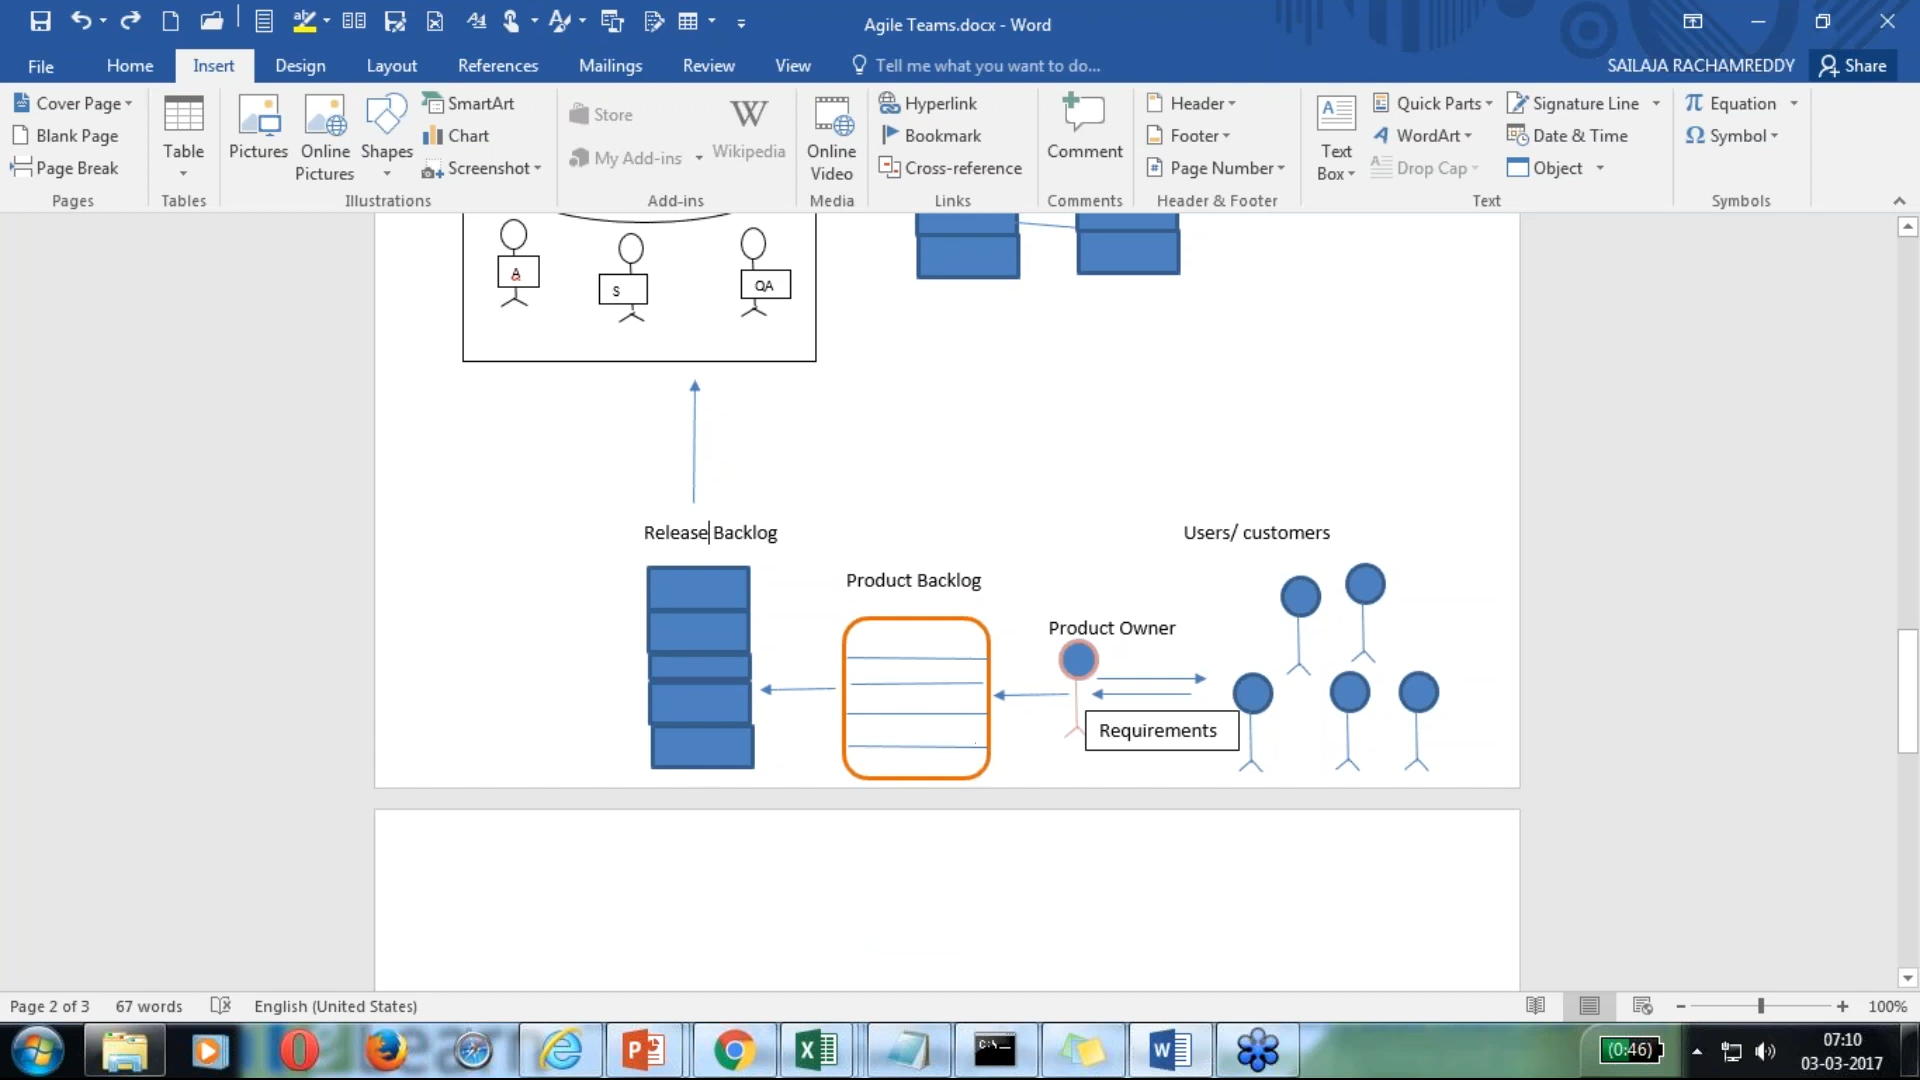 Agile Teams.docx - Word
File Home Insert Design Layout References Mailings Review View Tell me what you want to do... SAILAJA RACHAMREDDY Share
Cover Page
Blank Page
Page Break
Pages
Table
Tables
Pictures
Online Pictures
Shapes
SmartArt
Chart
Screenshot
Illustrations
Store
My Add-ins
Wikipedia
Add-ins
Online Video
Media
Hyperlink
Bookmark
Cross-reference
Links
Comment
Comments
Header
Footer
Page Number
Header & Footer
Text Box
Quick Parts
WordArt
Drop Cap
Signature Line
Date & Time
Object
Text
Equation
Symbol
Symbols
A
S
QA
Release Backlog
Users/ customers
Product Backlog
Product Owner
Requirements
Page 2 of 3 67 words English (United States) 100%
(0:46)
07:10
03-03-2017